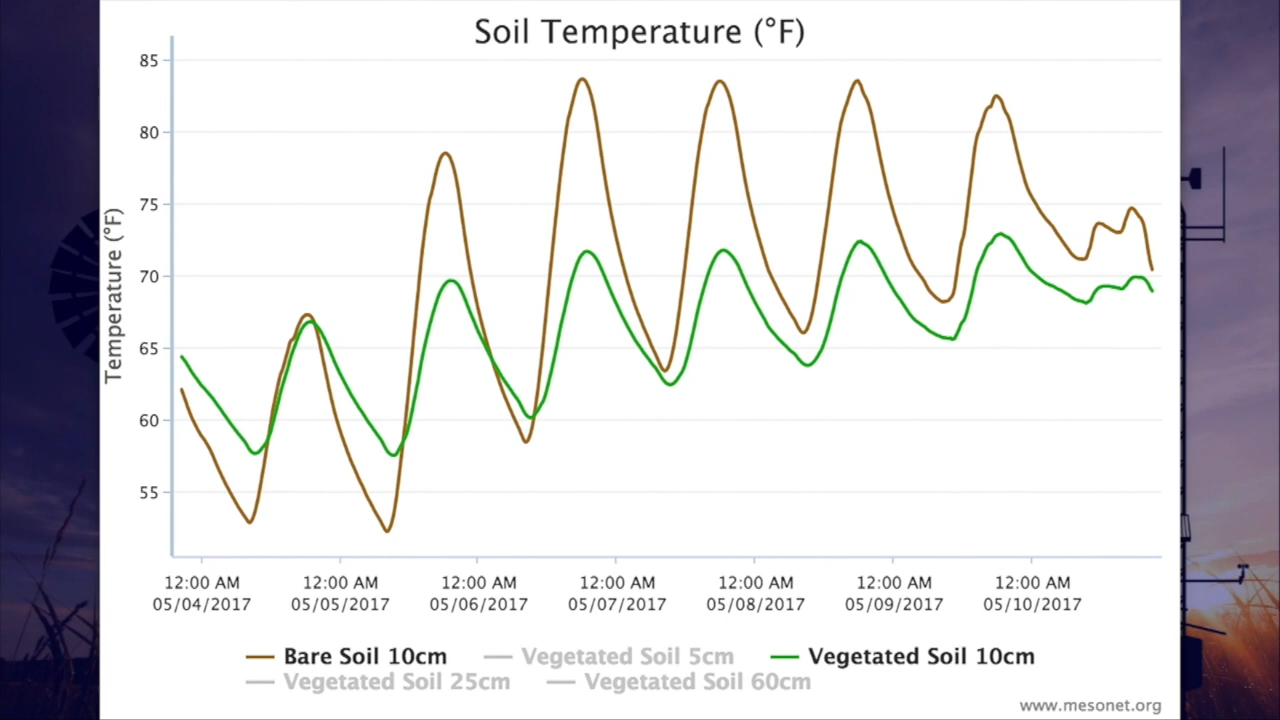 Soil Temperature (°F)
85
80
75
70
65
60
55
Temperature (°F)
12:00 AM 12:00 AM 12:00 AM 12:00 AM 12:00 AM 12:00 AM 12:00 AM
05/04/2017 05/05/2017 05/06/2017 05/07/2017 05/08/2017 05/09/2017 05/10/2017
Bare Soil 10cm Vegetated Soil 5cm Vegetated Soil 10cm
Vegetated Soil 25cm Vegetated Soil 60cm
www.mesonet.org